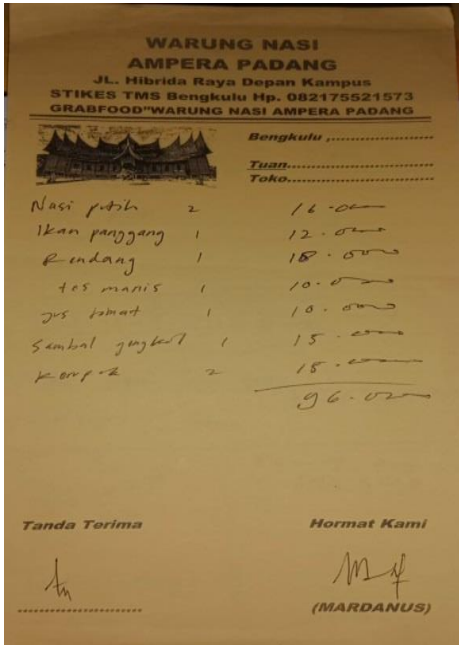 WARUNG NASI
AMPERA PADANG
JL. Hibrida Raya Depan Kampus
STIKES TMS Bengkulu Hp. 082175521573
GRABFOOD"WARUNG NASI AMPERA PADANG
Bengkulu ,........................
Tuan..............................
Toko..............................
Nasi putih 2 16.000
Ikan panggang 1 12.000
Rendang 1 18.000
tes manis 1 10.000
jus tomat 1 10.000
Sambal jengkol 1 15.000
Kerupok 2 15.000
96.000
Tanda Terima Hormat Kami
(MARDANUS)